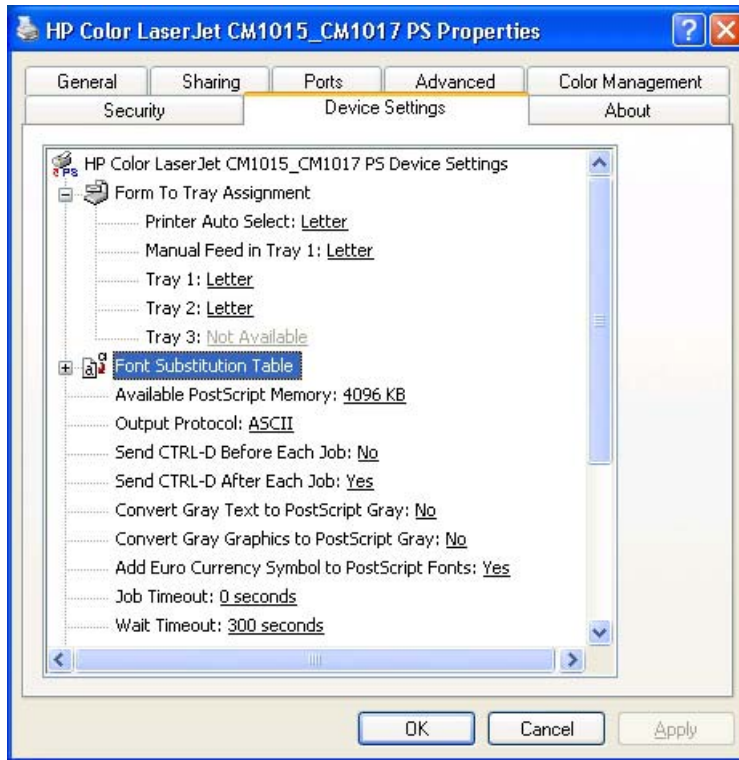 HP Color LaserJet CM1015_CM1017 PS Properties
General Sharing Ports Advanced Color Management
Security Device Settings About
HP Color LaserJet CM1015_CM1017 PS Device Settings
Form To Tray Assignment
Printer Auto Select: Letter
Manual Feed in Tray 1: Letter
Tray 1: Letter
Tray 2: Letter
Tray 3: Not Available
Font Substitution Table
Available PostScript Memory: 4096 KB
Output Protocol: ASCII
Send CTRL-D Before Each Job: No
Send CTRL-D After Each Job: Yes
Convert Gray Text to PostScript Gray: No
Convert Gray Graphics to PostScript Gray: No
Add Euro Currency Symbol to PostScript Fonts: Yes
Job Timeout: 0 seconds
Wait Timeout: 300 seconds
OK Cancel Apply